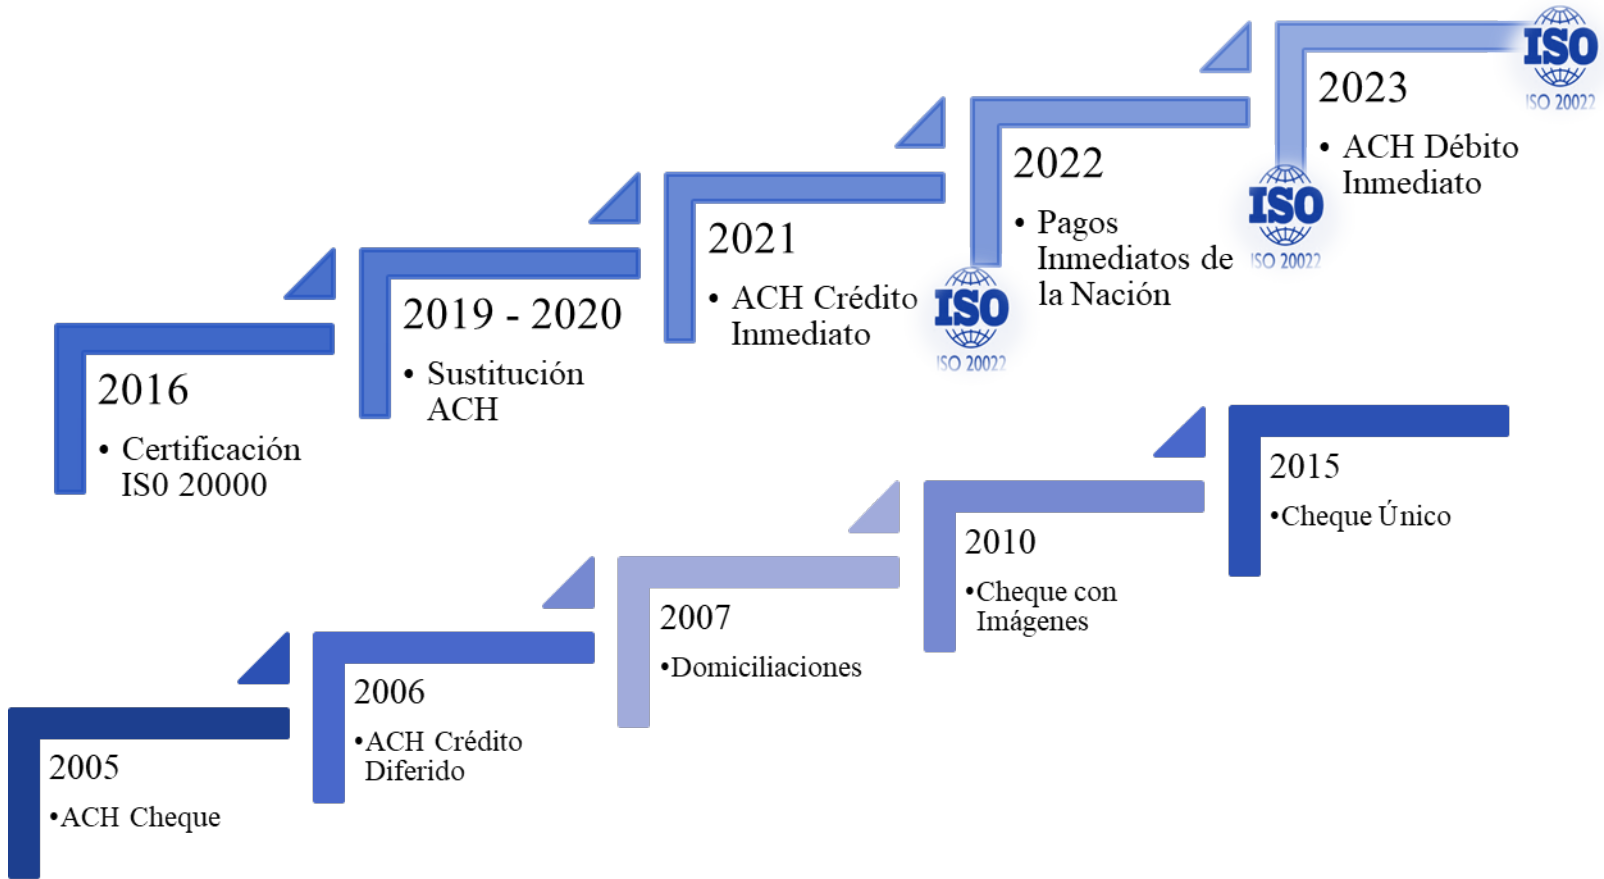 2005
•ACH Cheque
2006
•ACH Crédito
Diferido
2007
•Domiciliaciones
2010
•Cheque con
Imágenes
2015
•Cheque Único
2016
• Certificación
IS0 20000
2019 - 2020
• Sustitución
ACH
2021
• ACH Crédito
Inmediato
ISO
ISO 20022
2022
• Pagos
Inmediatos de
la Nación
ISO
ISO 20022
2023
• ACH Débito
Inmediato
ISO
ISO 20022